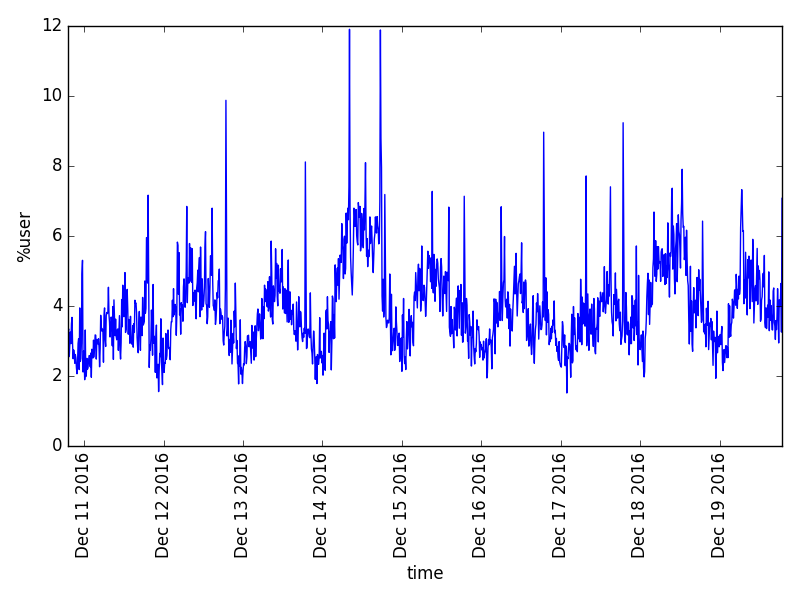 12
10
8
6
4
2
0
%user
Dec 11 2016
Dec 12 2016
Dec 13 2016
Dec 14 2016
Dec 15 2016
Dec 16 2016
Dec 17 2016
Dec 18 2016
Dec 19 2016
time